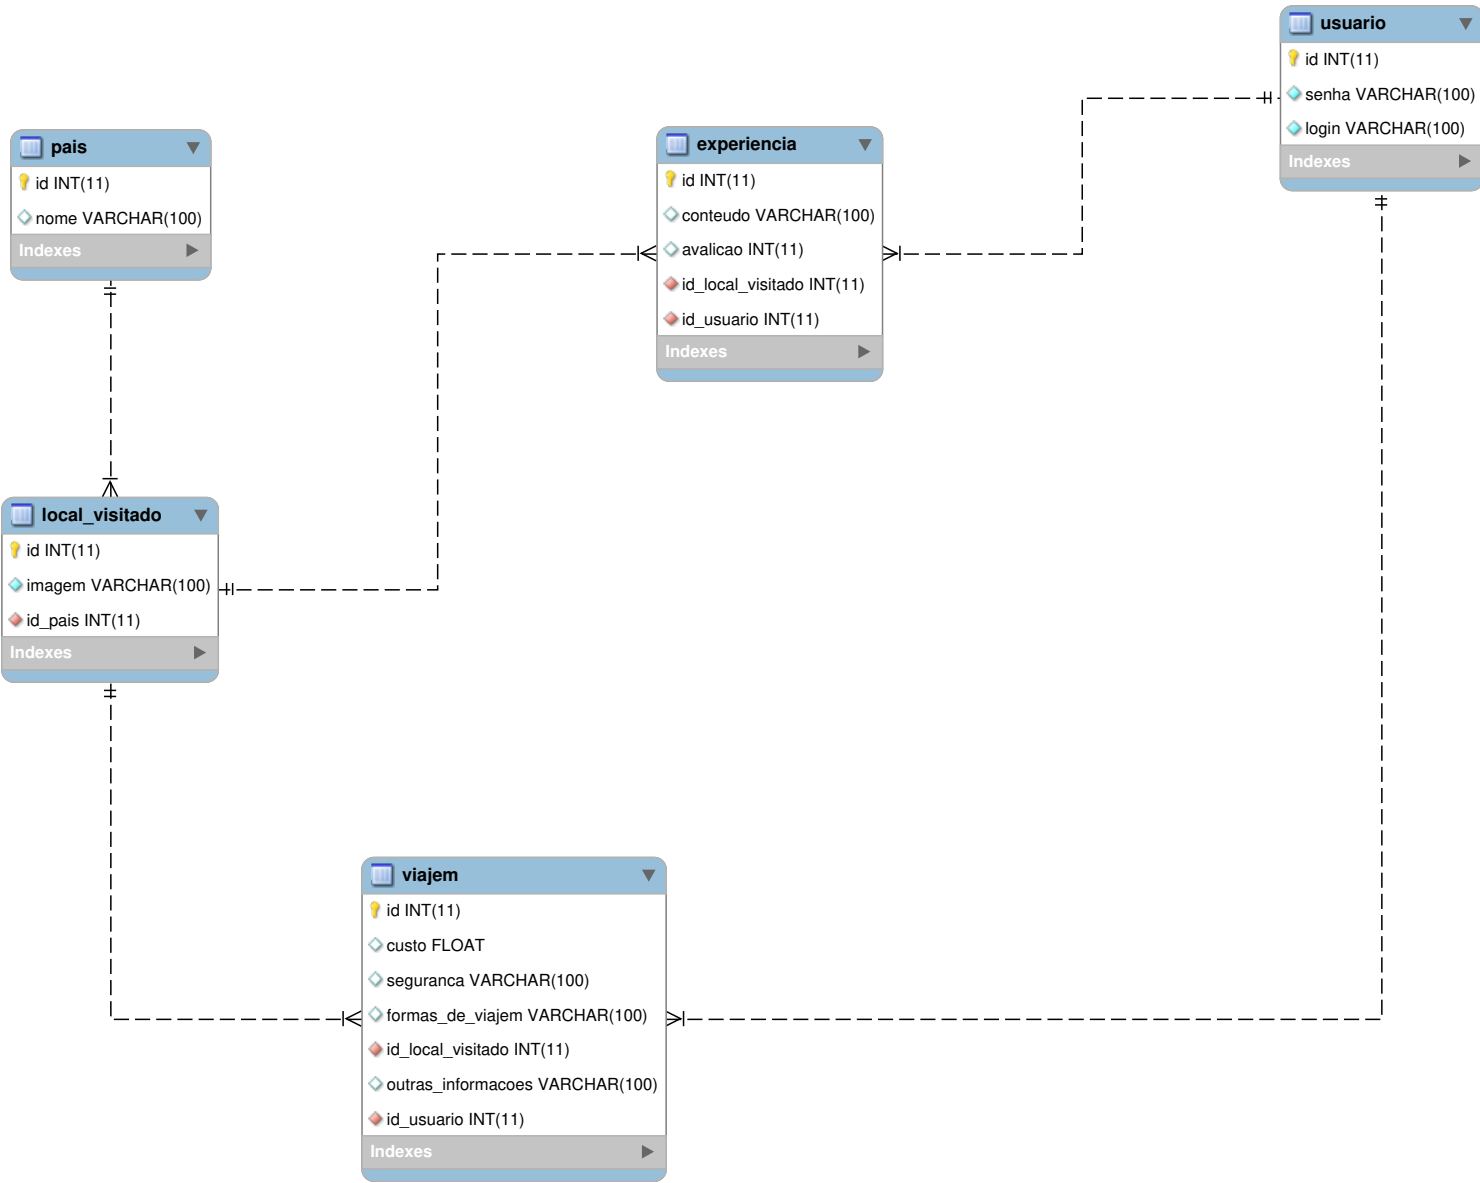 usuario
id INT(11)
senha VARCHAR(100)
login VARCHAR(100)
Indexes
pais
id INT(11)
nome VARCHAR(100)
Indexes
experiencia
id INT(11)
conteudo VARCHAR(100)
avalicao INT(11)
id_local_visitado INT(11)
id_usuario INT(11)
Indexes
local_visitado
id INT(11)
imagem VARCHAR(100)
id_pais INT(11)
Indexes
viajem
id INT(11)
custo FLOAT
seguranca VARCHAR(100)
formas_de_viajem VARCHAR(100)
id_local_visitado INT(11)
outras_informacoes VARCHAR(100)
id_usuario INT(11)
Indexes